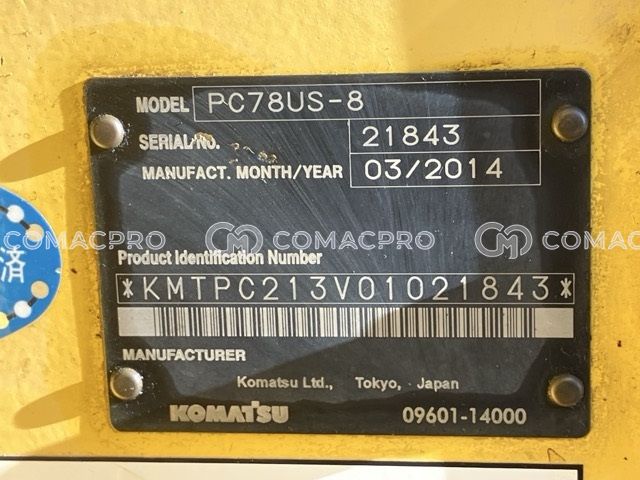 MODEL PC78US-8
SERIAL NO. 21843
MANUFACT. MONTH/YEAR 03/2014
済
COMACPRO COMACPRO COMACPRO
Product Identification Number
*KMTPC213V01021843*
MANUFACTURER
Komatsu Ltd., Tokyo, Japan
KOMATSU 09601-14000